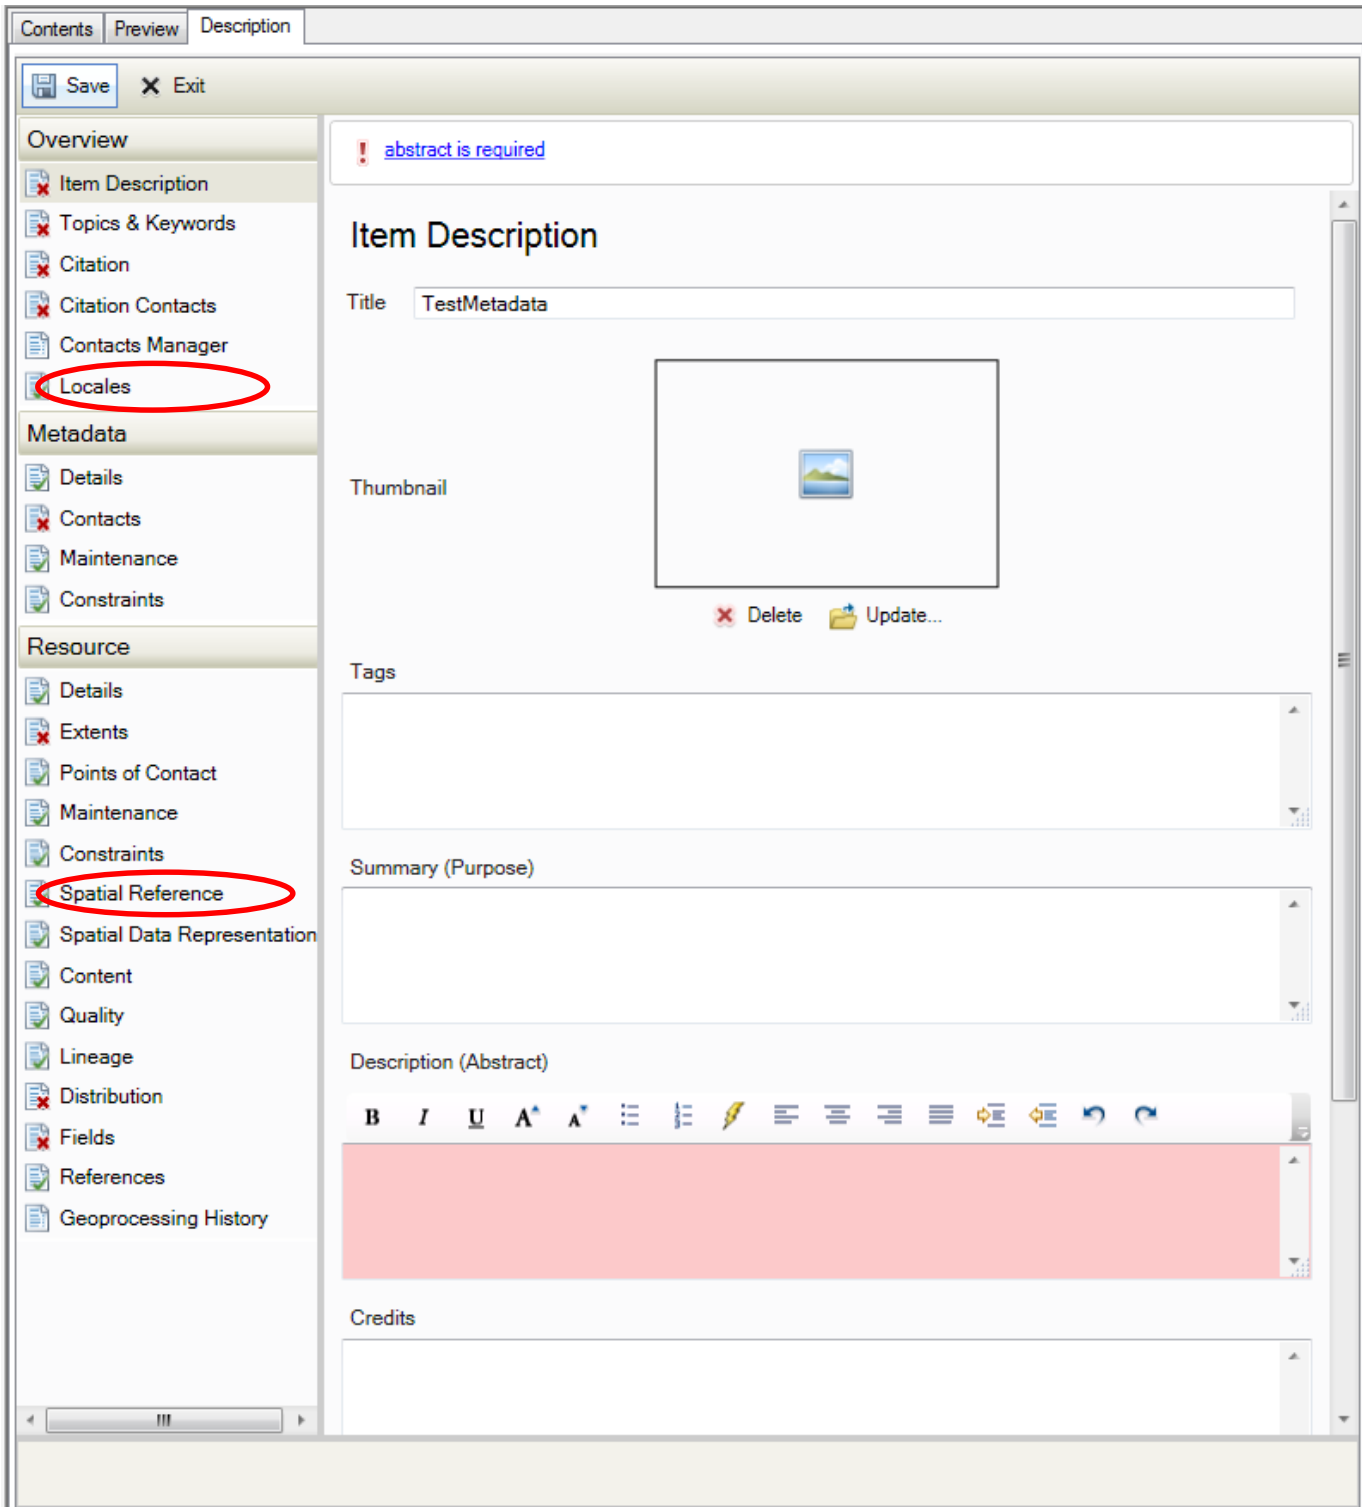 Contents Preview Description
Save Exit
Overview
Item Description
Topics & Keywords
Citation
Citation Contacts
Contacts Manager
Locales
Metadata
Details
Contacts
Maintenance
Constraints
Resource
Details
Extents
Points of Contact
Maintenance
Constraints
Spatial Reference
Spatial Data Representation
Content
Quality
Lineage
Distribution
Fields
References
Geoprocessing History
abstract is required
Item Description
Title TestMetadata
Thumbnail
Delete Update...
Tags
Summary (Purpose)
Description (Abstract)
B I U A A
Credits